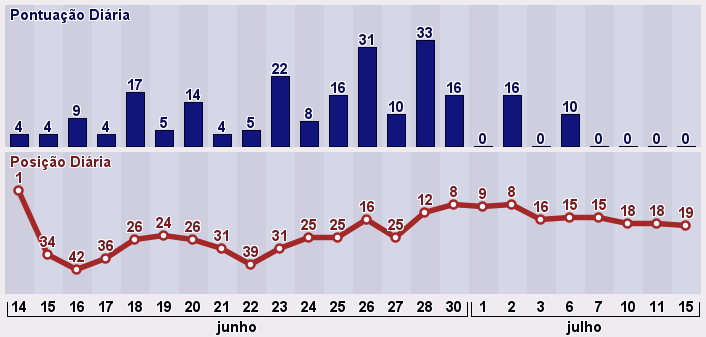 Pontuação Diária
4 4 9 4 17 5 14 4 5 22 8 16 31 10 33 16 0 16 0 10 0 0 0 0
Posição Diária
1 34 42 36 26 24 26 31 39 31 25 25 16 25 12 8 9 8 16 15 15 18 18 19
14 15 16 17 18 19 20 21 22 23 24 25 26 27 28 30 1 2 3 6 7 10 11 15
junho julho